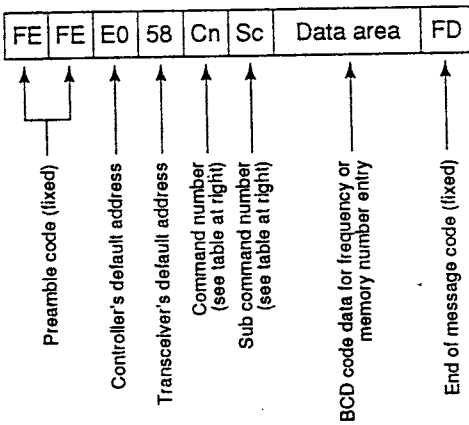 FE FE E0 58 Cn Sc Data area FD
Preamble code (fixed)
Controller's default address
Transceiver's default address
Command number
(see table at right)
Sub command number
(see table at right)
BCD code data for frequency or
memory number entry
End of message code (fixed)